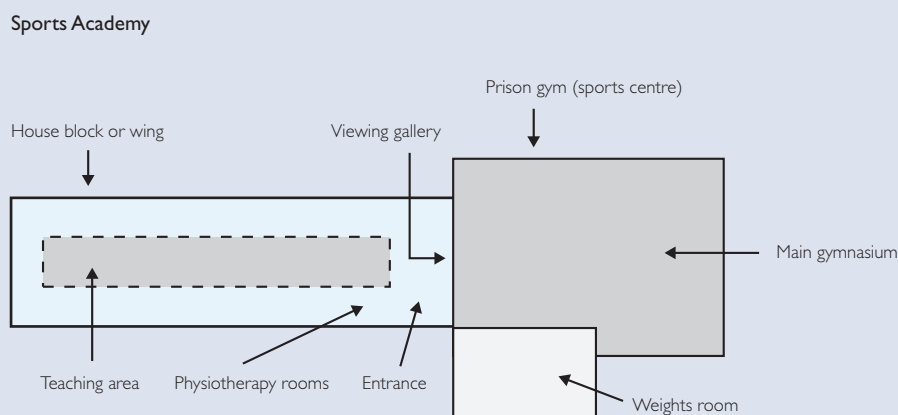 Sports Academy
Prison gym (sports centre)
House block or wing
Viewing gallery
Main gymnasium
Teaching area
Physiotherapy rooms
Entrance
Weights room